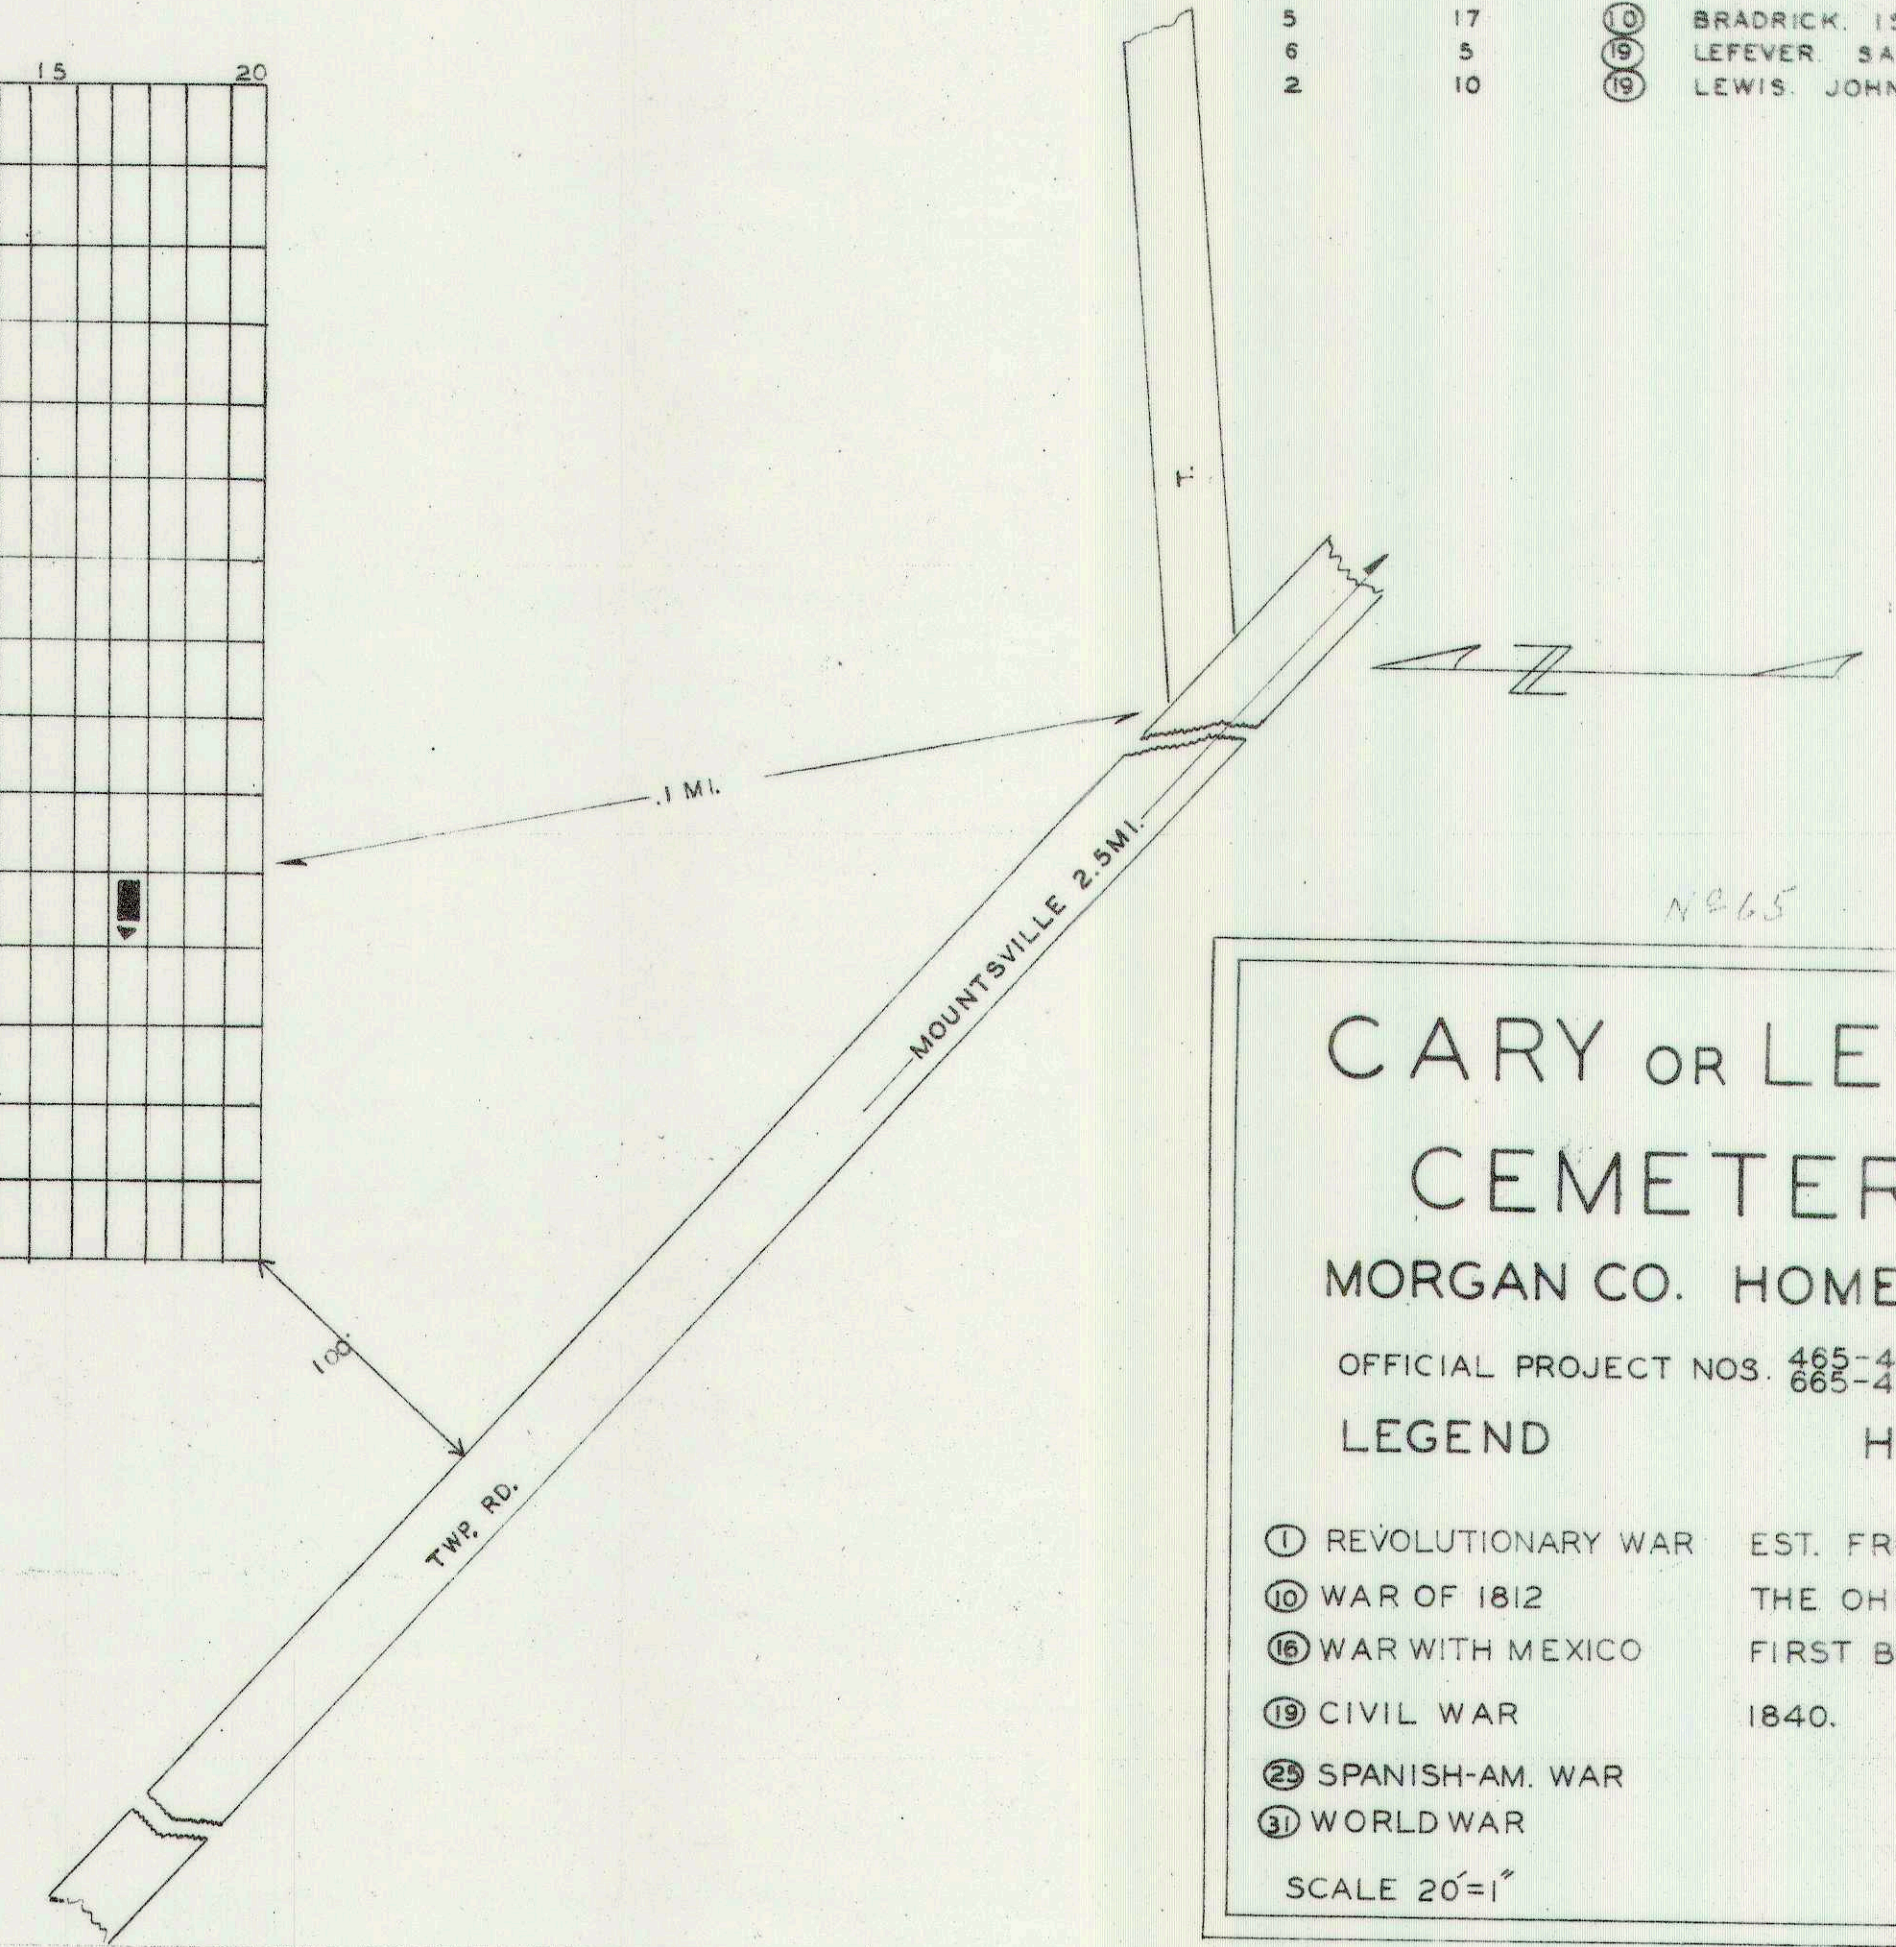 15 20
5 17 10 BRADRICK. IS
6 5 19 LEFEVER. SA
2 10 19 LEWIS. JOHN
T.
N
.1 MI.
MOUNTSVILLE 2.5MI.
100'
TWP. RD.
Nº 65
CARY OR LE
CEMETER
MORGAN CO. HOME
OFFICIAL PROJECT NOS. 465-4
665-4
LEGEND H
1 REVOLUTIONARY WAR EST. FR
10 WAR OF 1812 THE OH
16 WAR WITH MEXICO FIRST B
19 CIVIL WAR 1840.
25 SPANISH-AM. WAR
31 WORLD WAR
SCALE 20'=1"